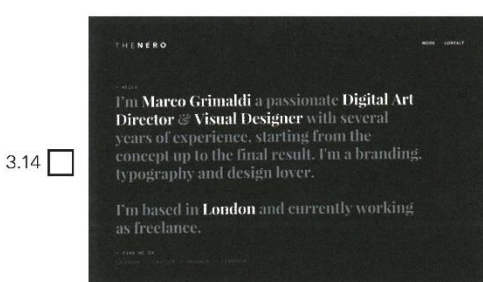 THENERO
WORK CONTACT
- HELLO
I'm Marco Grimaldi a passionate Digital Art
Director & Visual Designer with several
years of experience, starting from the
concept up to the final result. I'm a branding,
typography and design lover.
I'm based in London and currently working
as freelance.
- FIND ME ON
3.14